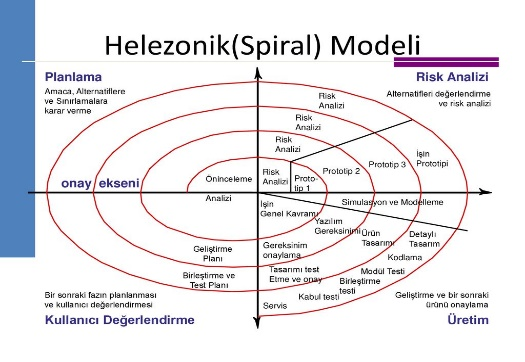 Helezonik(Spiral) Modeli
Planlama
Amaca, Alternatiflere
ve Sınırlamalara
karar verme
Risk Analizi
Alternatifleri değerlendirme
ve risk analizi
Risk
Analizi
Risk
Analizi
Risk
Analizi
Risk
Analizi
Proto-
tip 1
Prototip 2
Prototip 3
İşin
Prototipi
onay ekseni
Öninceleme
Analizi
İşin
Genel Kavramı
Simulasyon ve Modelleme
Yazılım
Gereksinimi
Ürün
Tasarımı
Detaylı
Tasarım
Geliştirme
Planı
Gereksinim
onaylama
Kodlama
Birleştirme ve
Test Planı
Tasarımı test
Etme ve onay
Modül Testi
Birleştirme
testi
Kabul testi
Servis
Bir sonraki fazın planlanması
ve kullanici değerlendirmesi
Kullanıcı Değerlendirme
Geliştirme ve bir sonraki
ürünü onaylama
Üretim